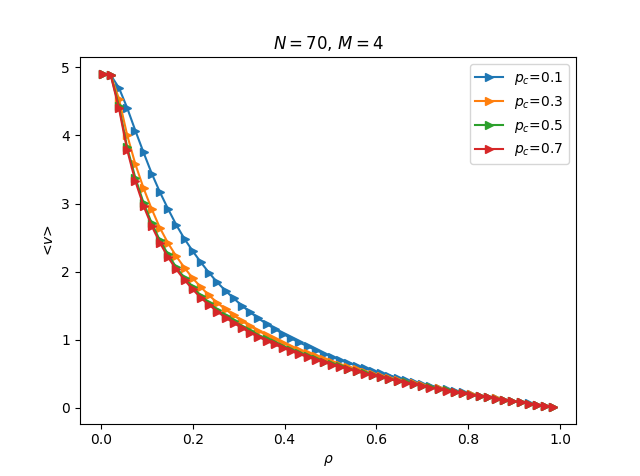 N = 70, M = 4
<v>
5
4
3
2
1
0
0.0 0.2 0.4 0.6 0.8 1.0
ρ
p_c=0.1
p_c=0.3
p_c=0.5
p_c=0.7